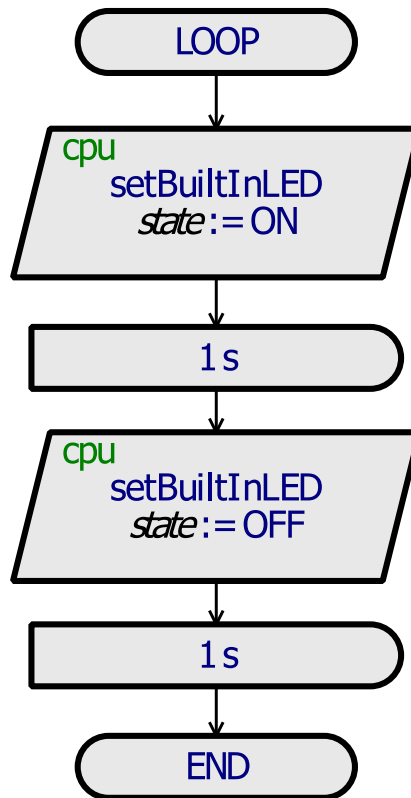 LOOP
cpu
setBuiltInLED
state := ON
1 s
cpu
setBuiltInLED
state := OFF
1 s
END